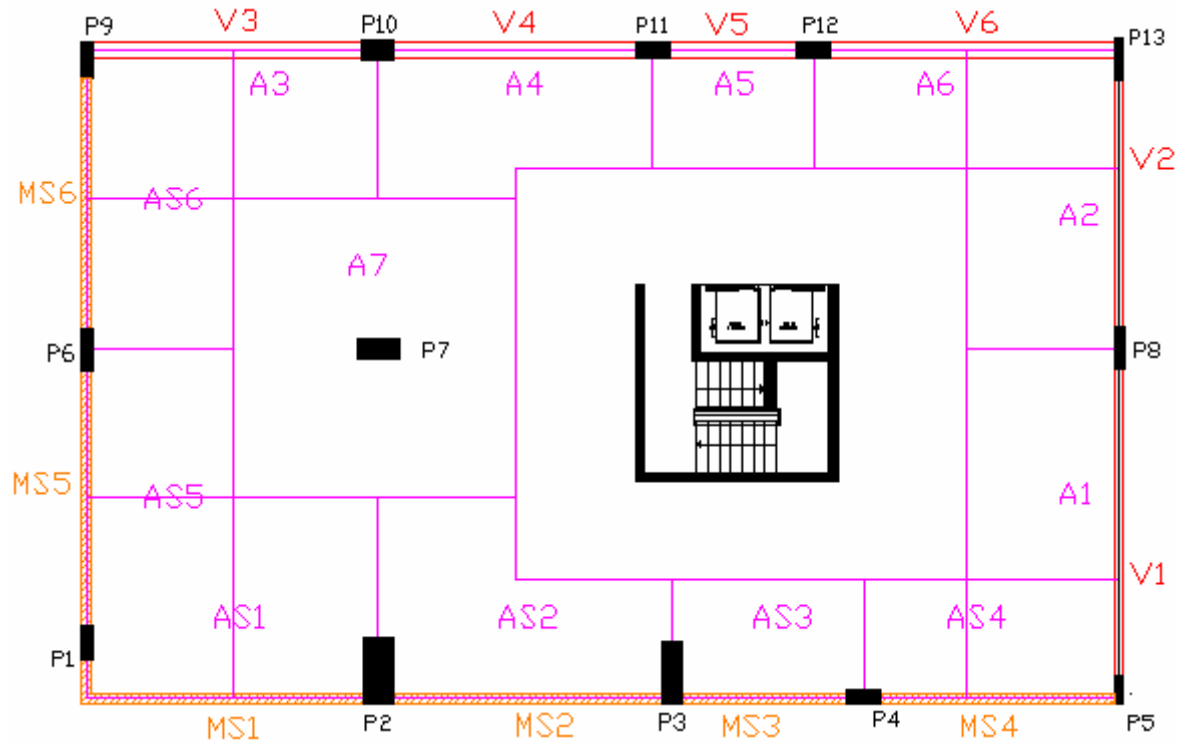 P9 V3 P10 V4 P11 V5 P12 V6 P13
A3 A4 A5 A6
V2
MS6 AS6 A2
A7
P6 P7 P8
MS5 AS5 A1
V1
AS1 AS2 AS3 AS4
P1
MS1 P2 MS2 P3 MS3 P4 MS4 P5